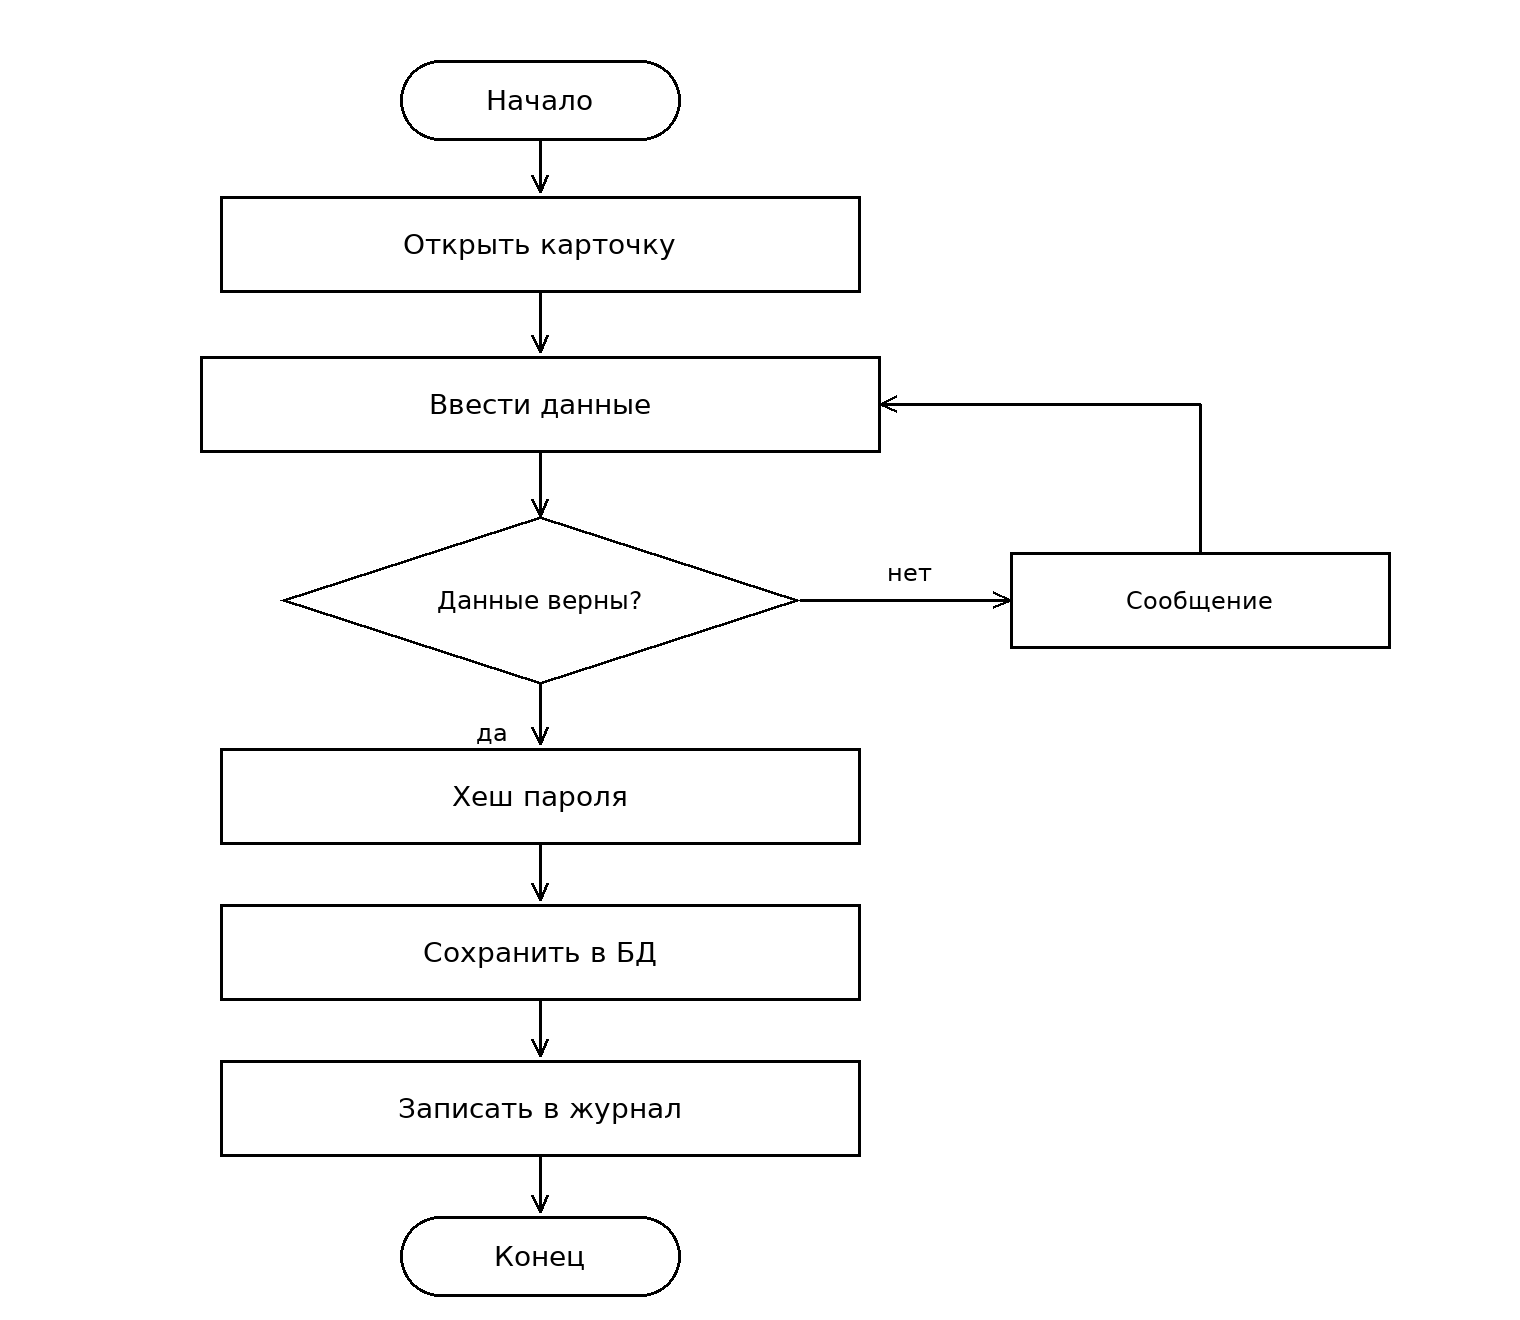 Начало
Открыть карточку
Ввести данные
Данные верны?
нет
Сообщение
да
Хеш пароля
Сохранить в БД
Записать в журнал
Конец